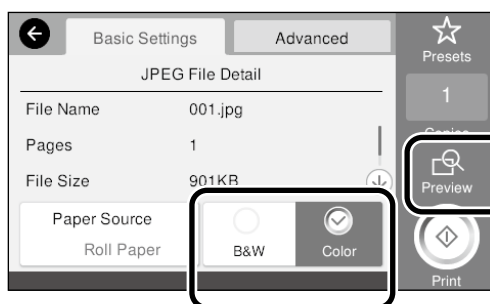 Basic Settings
Advanced
Presets
JPEG File Detail
1
File Name 001.jpg
Copies
Pages 1
File Size 901KB
Preview
Paper Source
Roll Paper
B&W
Color
Print